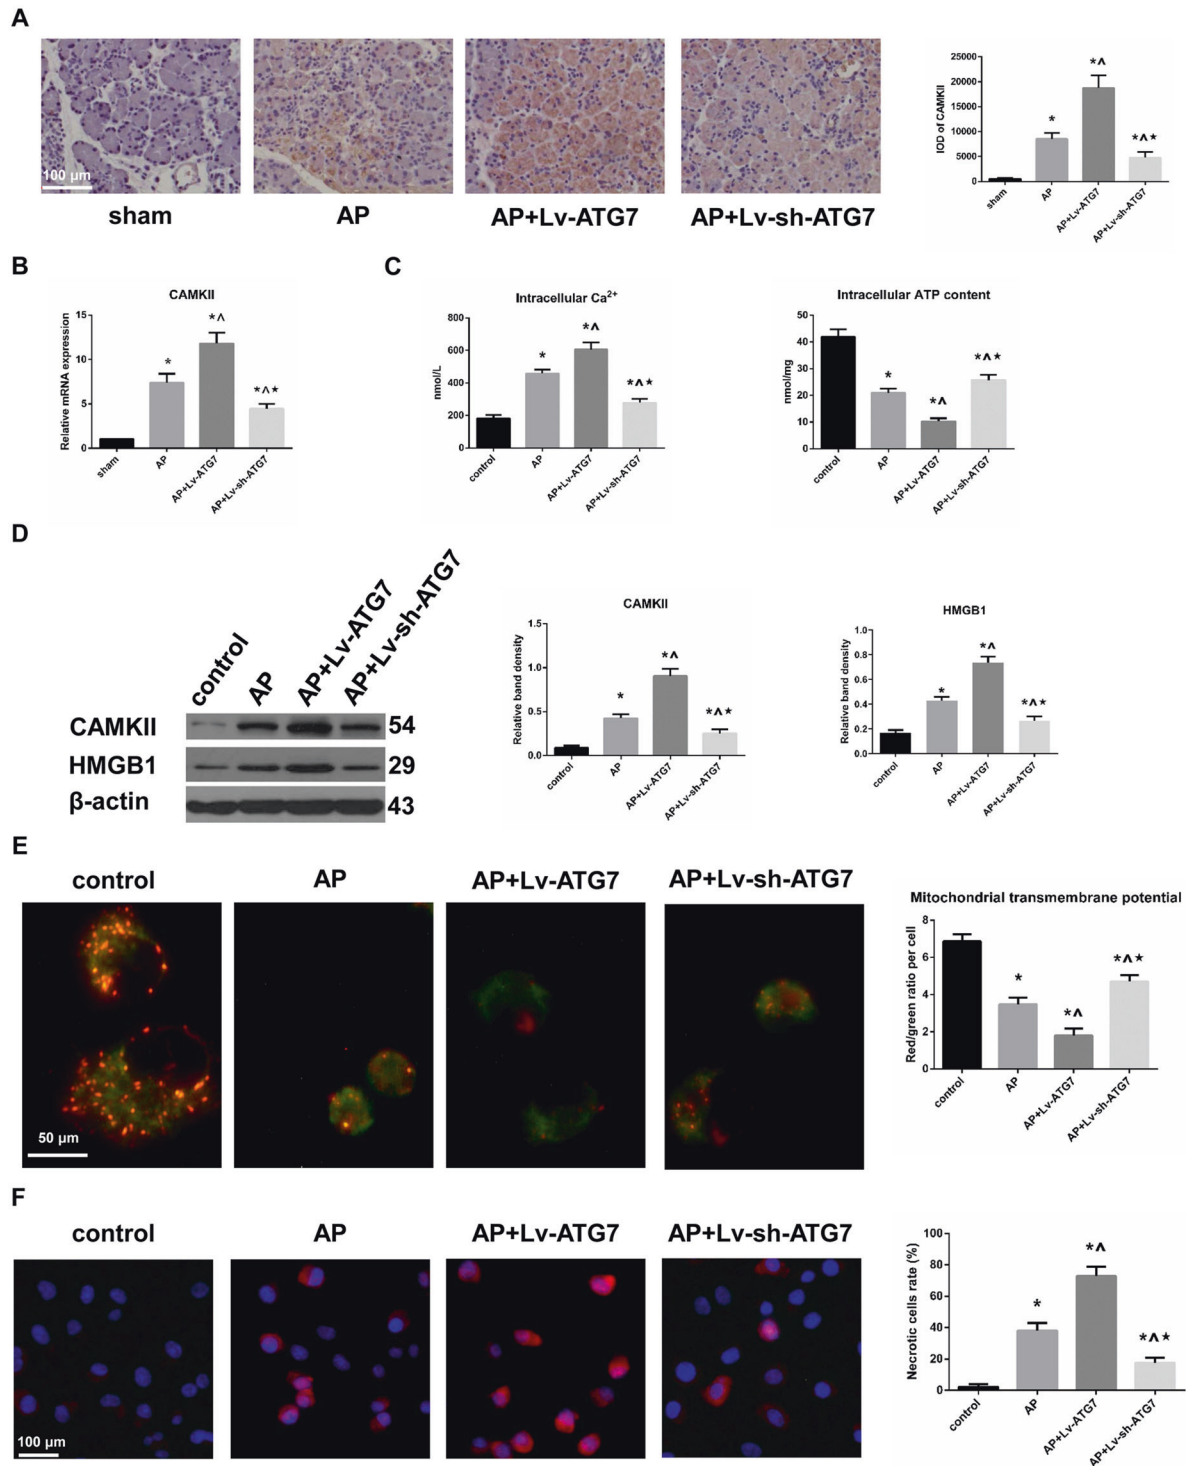 A
100 μm
sham
AP
AP+Lv-ATG7
AP+Lv-sh-ATG7
IOD of CAMKII
25000
20000
15000
10000
5000
0
*
*^
*^★
sham
AP
AP+Lv-ATG7
AP+Lv-sh-ATG7
B
CAMKII
Relative mRNA expression
15
10
5
0
*
*^
*^★
sham
AP
AP+Lv-ATG7
AP+Lv-sh-ATG7
C
Intracellular Ca²⁺
nmol/L
800
600
400
200
0
*
*^
*^★
control
AP
AP+Lv-ATG7
AP+Lv-sh-ATG7
Intracellular ATP content
nmol/mg
50
40
30
20
10
0
*
*^
*^★
control
AP
AP+Lv-ATG7
AP+Lv-sh-ATG7
D
control
AP
AP+Lv-ATG7
AP+Lv-sh-ATG7
CAMKII 54
HMGB1 29
β-actin 43
CAMKII
Relative band density
1.5
1.0
0.5
0.0
*
*^
*^★
control
AP
AP+Lv-ATG7
AP+Lv-sh-ATG7
HMGB1
Relative band density
1.0
0.8
0.6
0.4
0.2
0.0
*
*^
*^★
control
AP
AP+Lv-ATG7
AP+Lv-sh-ATG7
E
control
AP
AP+Lv-ATG7
AP+Lv-sh-ATG7
50 μm
Mitochondrial transmembrane potential
Red/green ratio per cell
8
6
4
2
0
*
*^
*^★
control
AP
AP+Lv-ATG7
AP+Lv-sh-ATG7
F
control
AP
AP+Lv-ATG7
AP+Lv-sh-ATG7
100 μm
Necrotic cells rate (%)
100
80
60
40
20
0
*
*^
*^★
control
AP
AP+Lv-ATG7
AP+Lv-sh-ATG7